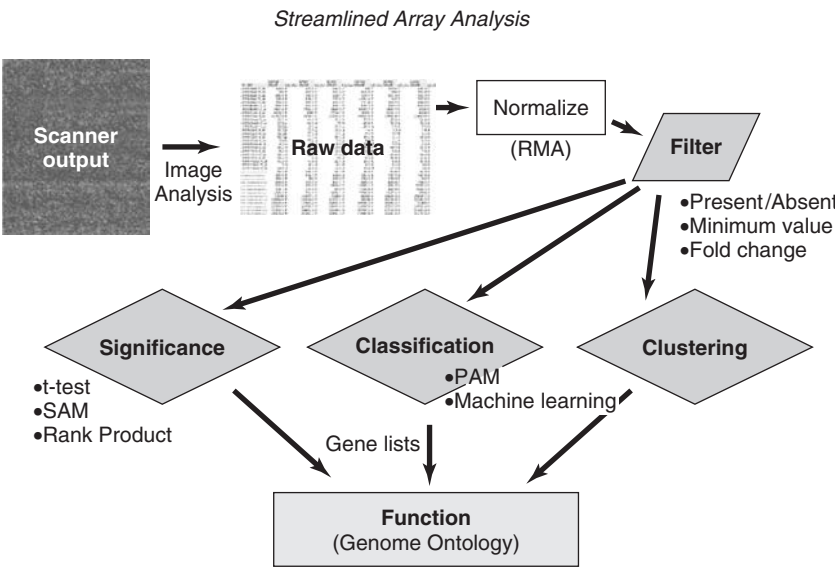 Streamlined Array Analysis
Scanner
output
Image
Analysis
Raw data
Normalize
(RMA)
Filter
•Present/Absent
•Minimum value
•Fold change
Significance
•t-test
•SAM
•Rank Product
Classification
•PAM
•Machine learning
Clustering
Gene lists
Function
(Genome Ontology)